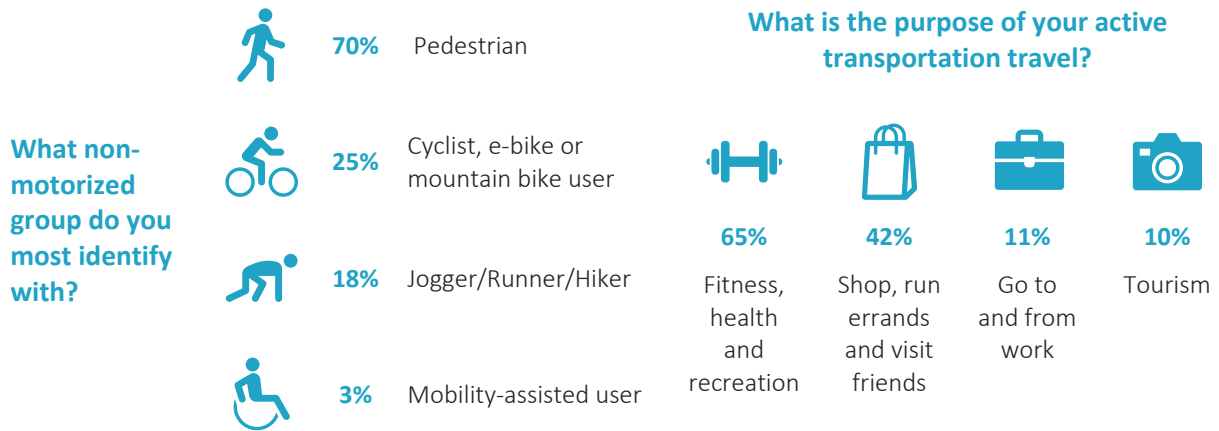 What non-
motorized
group do you
most identify
with?
70% Pedestrian
25% Cyclist, e-bike or
mountain bike user
18% Jogger/Runner/Hiker
3% Mobility-assisted user
What is the purpose of your active
transportation travel?
65%
Fitness,
health
and
recreation
42%
Shop, run
errands
and visit
friends
11%
Go to
and from
work
10%
Tourism